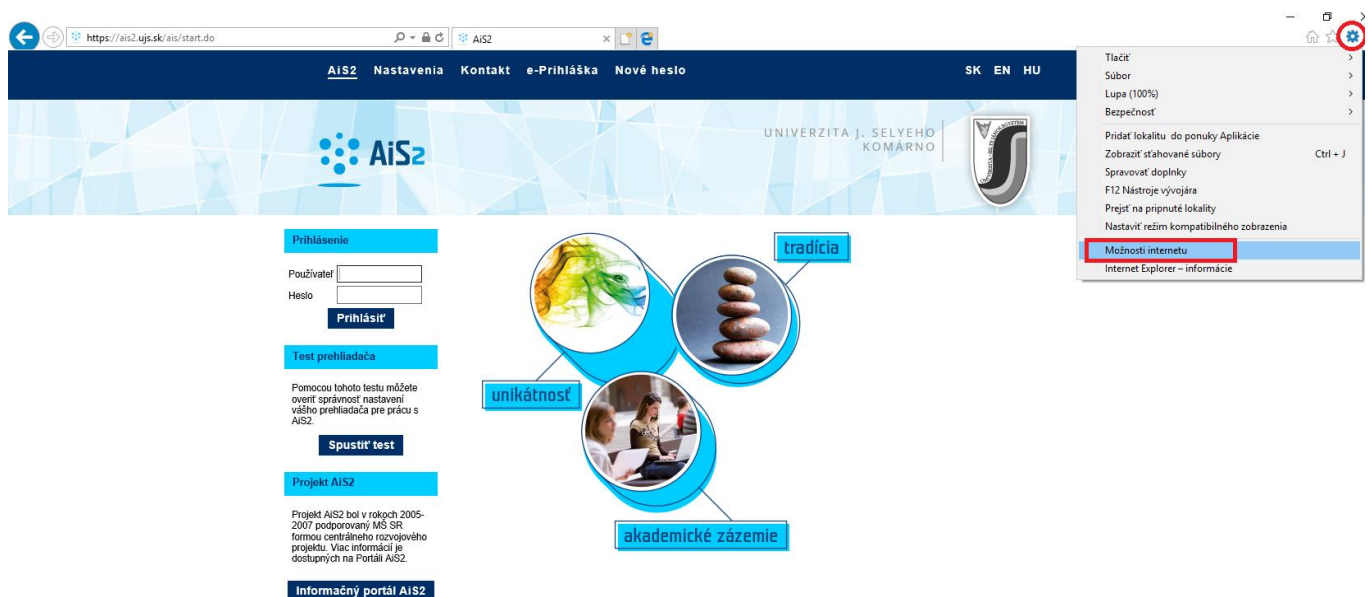 https://ais2.ujs.sk/ais/start.do
AiS2
AiS2 Nastavenia Kontakt e-Prihláška Nové heslo
SK EN HU
AiS2
UNIVERZITA J. SELYEHO
KOMÁRNO
Tlačiť
Súbor
Lupa (100%)
Bezpečnosť
Pridať lokalitu do ponuky Aplikácie
Zobraziť sťahované súbory Ctrl + J
Spravovať doplnky
F12 Nástroje vývojára
Prejsť na pripnuté lokality
Nastaviť režim kompatibilného zobrazenia
Možnosti internetu
Internet Explorer – informácie
Prihlásenie
Používateľ
Heslo
Prihlásiť
Test prehliadača
Pomocou tohoto testu môžete
overiť správnosť nastavení
vášho prehliadača pre prácu s
AiS2.
Spustiť test
Projekt AiS2
Projekt AiS2 bol v rokoch 2005-
2007 podporovaný MŠ SR
formou centrálneho rozvojového
projektu. Viac informácií je
dostupných na Portáli AiS2.
Informačný portál AiS2
tradícia
unikátnosť
akademické zázemie